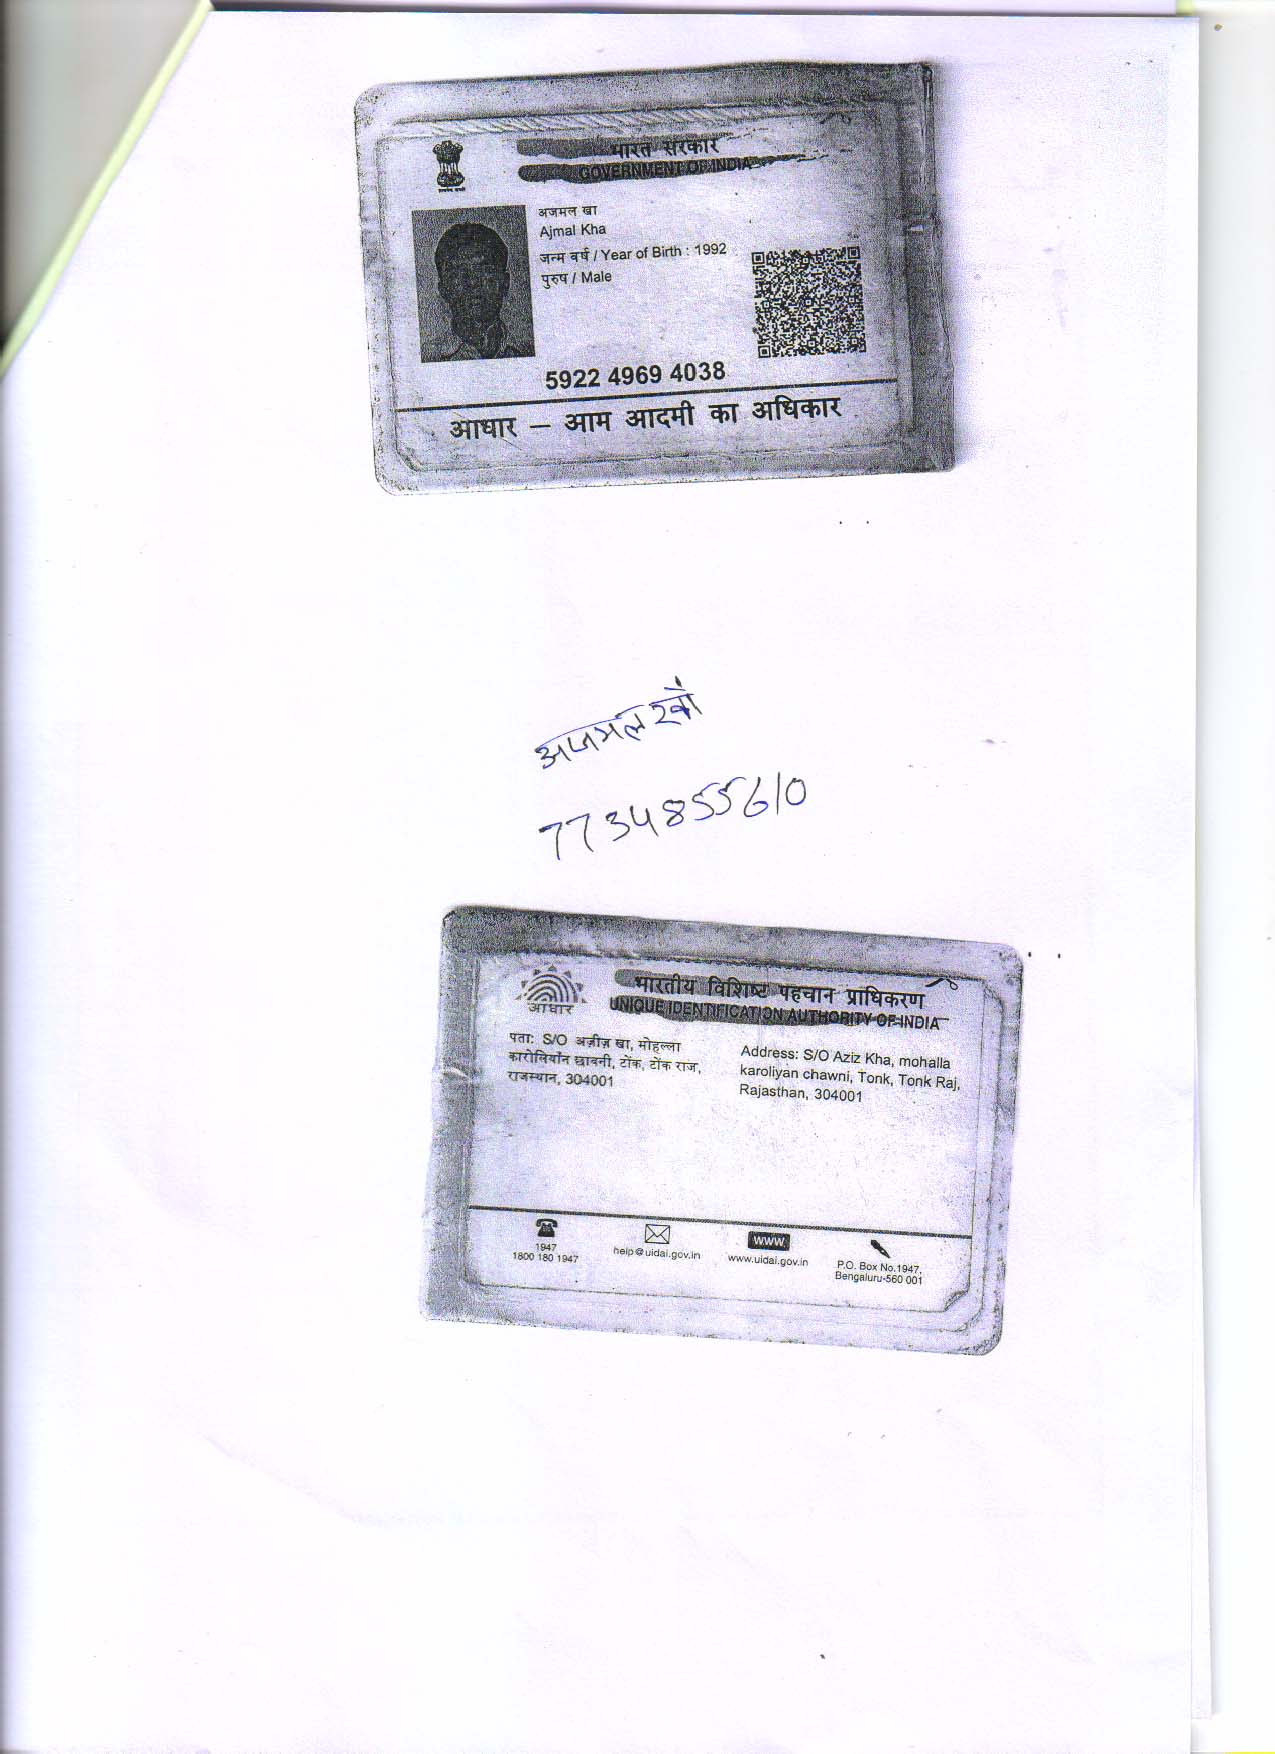 भारत सरकार
GOVERNMENT OF INDIA
अजमल खा
Ajmal Kha
जन्म वर्ष / Year of Birth : 1992
पुरुष / Male
5922 4969 4038
आधार – आम आदमी का अधिकार
अजमल खाँ
7734855610
भारतीय विशिष्ट पहचान प्राधिकरण
UNIQUE IDENTIFICATION AUTHORITY OF INDIA
आधार
पता: S/O अज़ीज़ खा, मोहल्ला
कारोलियाँन छावनी, टोंक, टोंक राज,
राजस्थान, 304001
Address: S/O Aziz Kha, mohalla
karoliyan chawni, Tonk, Tonk Raj,
Rajasthan, 304001
1947
1800 180 1947
help@uidai.gov.in
www
www.uidai.gov.in
P.O. Box No.1947,
Bengaluru-560 001